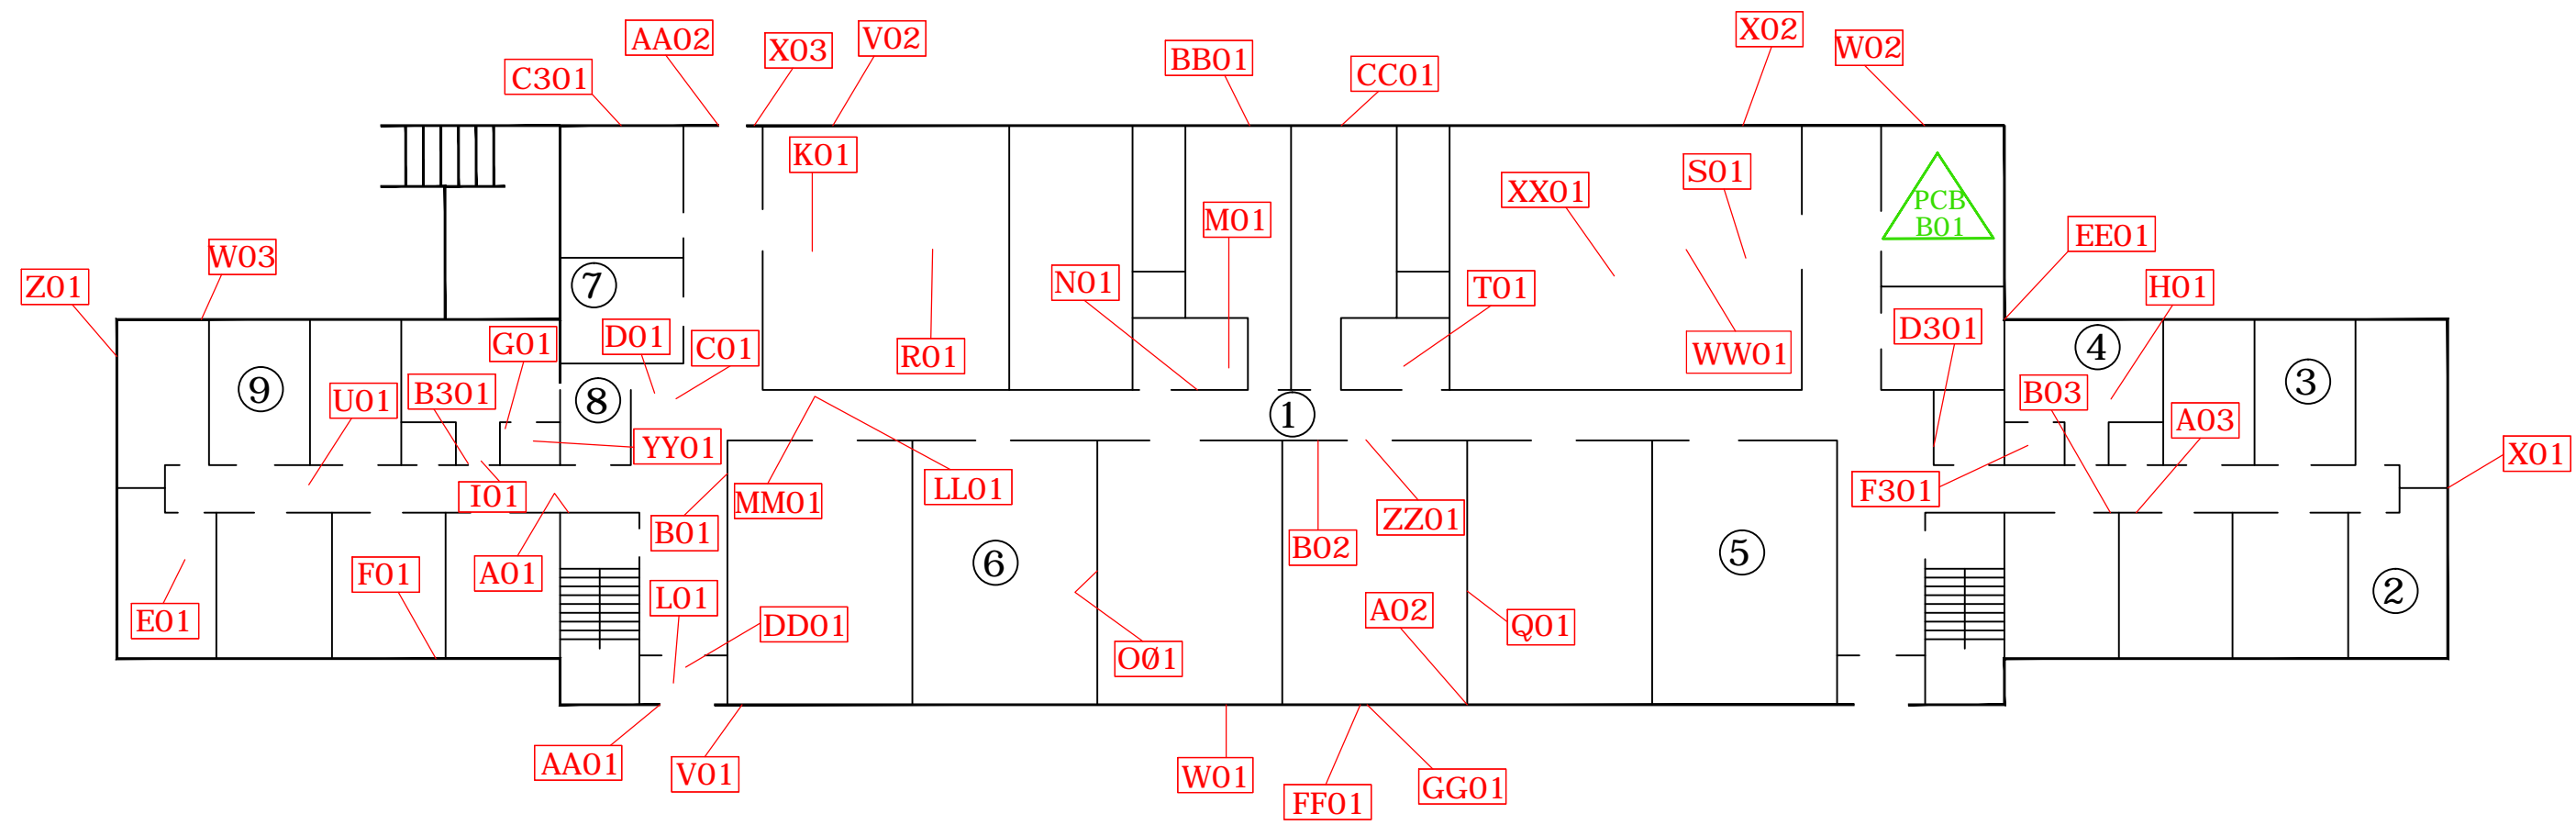 X02
AA02
V02
W02
X03
BB01
CC01
C301
K01
S01
XX01
PCB
B01
M01
EE01
W03
N01
T01
H01
Z01
7
D301
4
D01
G01
C01
R01
WW01
3
9
B301
8
B03
U01
1
A03
YY01
X01
LL01
F301
I01
MM01
ZZ01
B01
B02
5
6
F01
A01
2
L01
A02
E01
DD01
Q01
OØ1
AA01
V01
W01
GG01
FF01